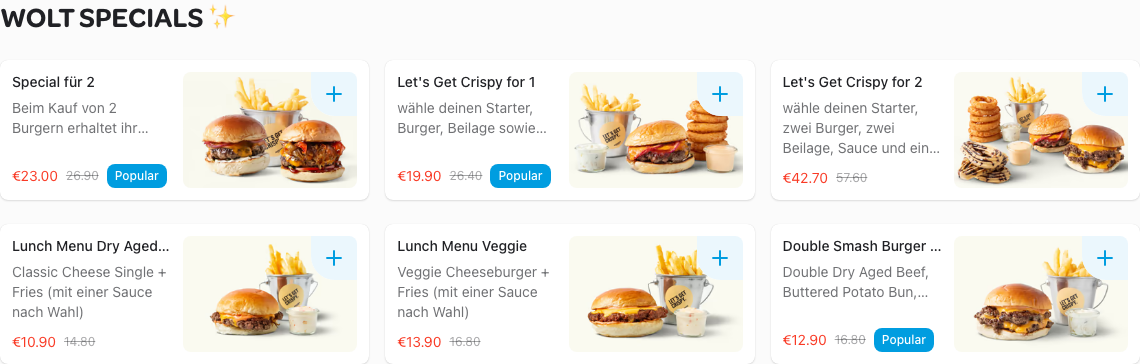 WOLT SPECIALS ✨
Special für 2
Beim Kauf von 2
Burgern erhaltet ihr...
€23.00 26.90 Popular
Let's Get Crispy for 1
wähle deinen Starter,
Burger, Beilage sowie...
€19.90 26.40 Popular
Let's Get Crispy for 2
wähle deinen Starter,
zwei Burger, zwei
Beilage, Sauce und ein...
€42.70 57.60
Lunch Menu Dry Aged...
Classic Cheese Single +
Fries (mit einer Sauce
nach Wahl)
€10.90 14.80
Lunch Menu Veggie
Veggie Cheeseburger +
Fries (mit einer Sauce
nach Wahl)
€13.90 16.80
Double Smash Burger ...
Double Dry Aged Beef,
Buttered Potato Bun,...
€12.90 16.80 Popular
LET'S GET
CRISPY.